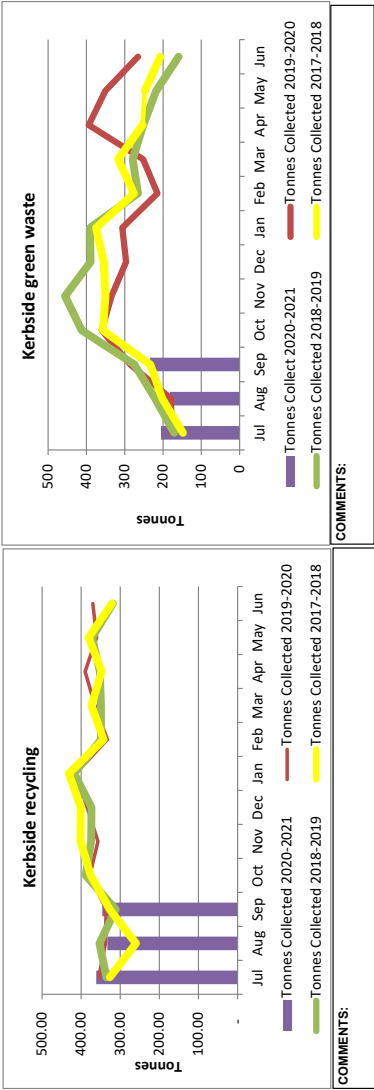 Kerbside recycling
500.00
400.00
300.00
200.00
100.00
-
Tonnes
Jul Aug Sep Oct Nov Dec Jan Feb Mar Apr May Jun
Tonnes Collected 2020-2021
Tonnes Collected 2019-2020
Tonnes Collected 2018-2019
Tonnes Collected 2017-2018
COMMENTS:
Kerbside green waste
500
400
300
200
100
0
Tonnes
Jul Aug Sep Oct Nov Dec Jan Feb Mar Apr May Jun
Tonnes Collect 2020-2021
Tonnes Collected 2019-2020
Tonnes Collected 2018-2019
Tonnes Collected 2017-2018
COMMENTS: